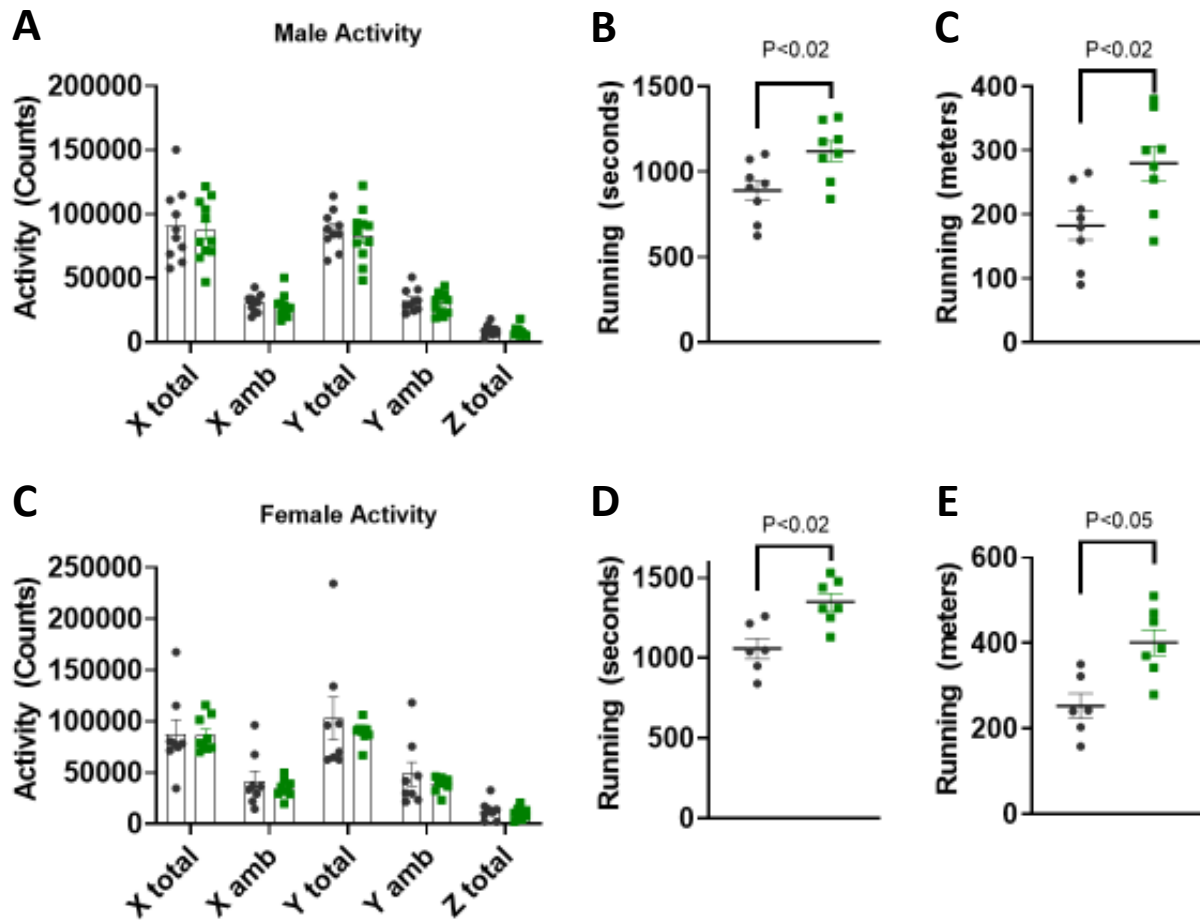 A
Male Activity
Activity (Counts)
200000
150000
100000
50000
0
X total
X amb
Y total
Y amb
Z total
B
P<0.02
Running (seconds)
1500
1000
500
0
C
P<0.02
Running (meters)
400
300
200
100
0
C
Female Activity
Activity (Counts)
250000
200000
150000
100000
50000
0
X total
X amb
Y total
Y amb
Z total
D
P<0.02
Running (seconds)
1500
1000
500
0
E
P<0.05
Running (meters)
600
400
200
0